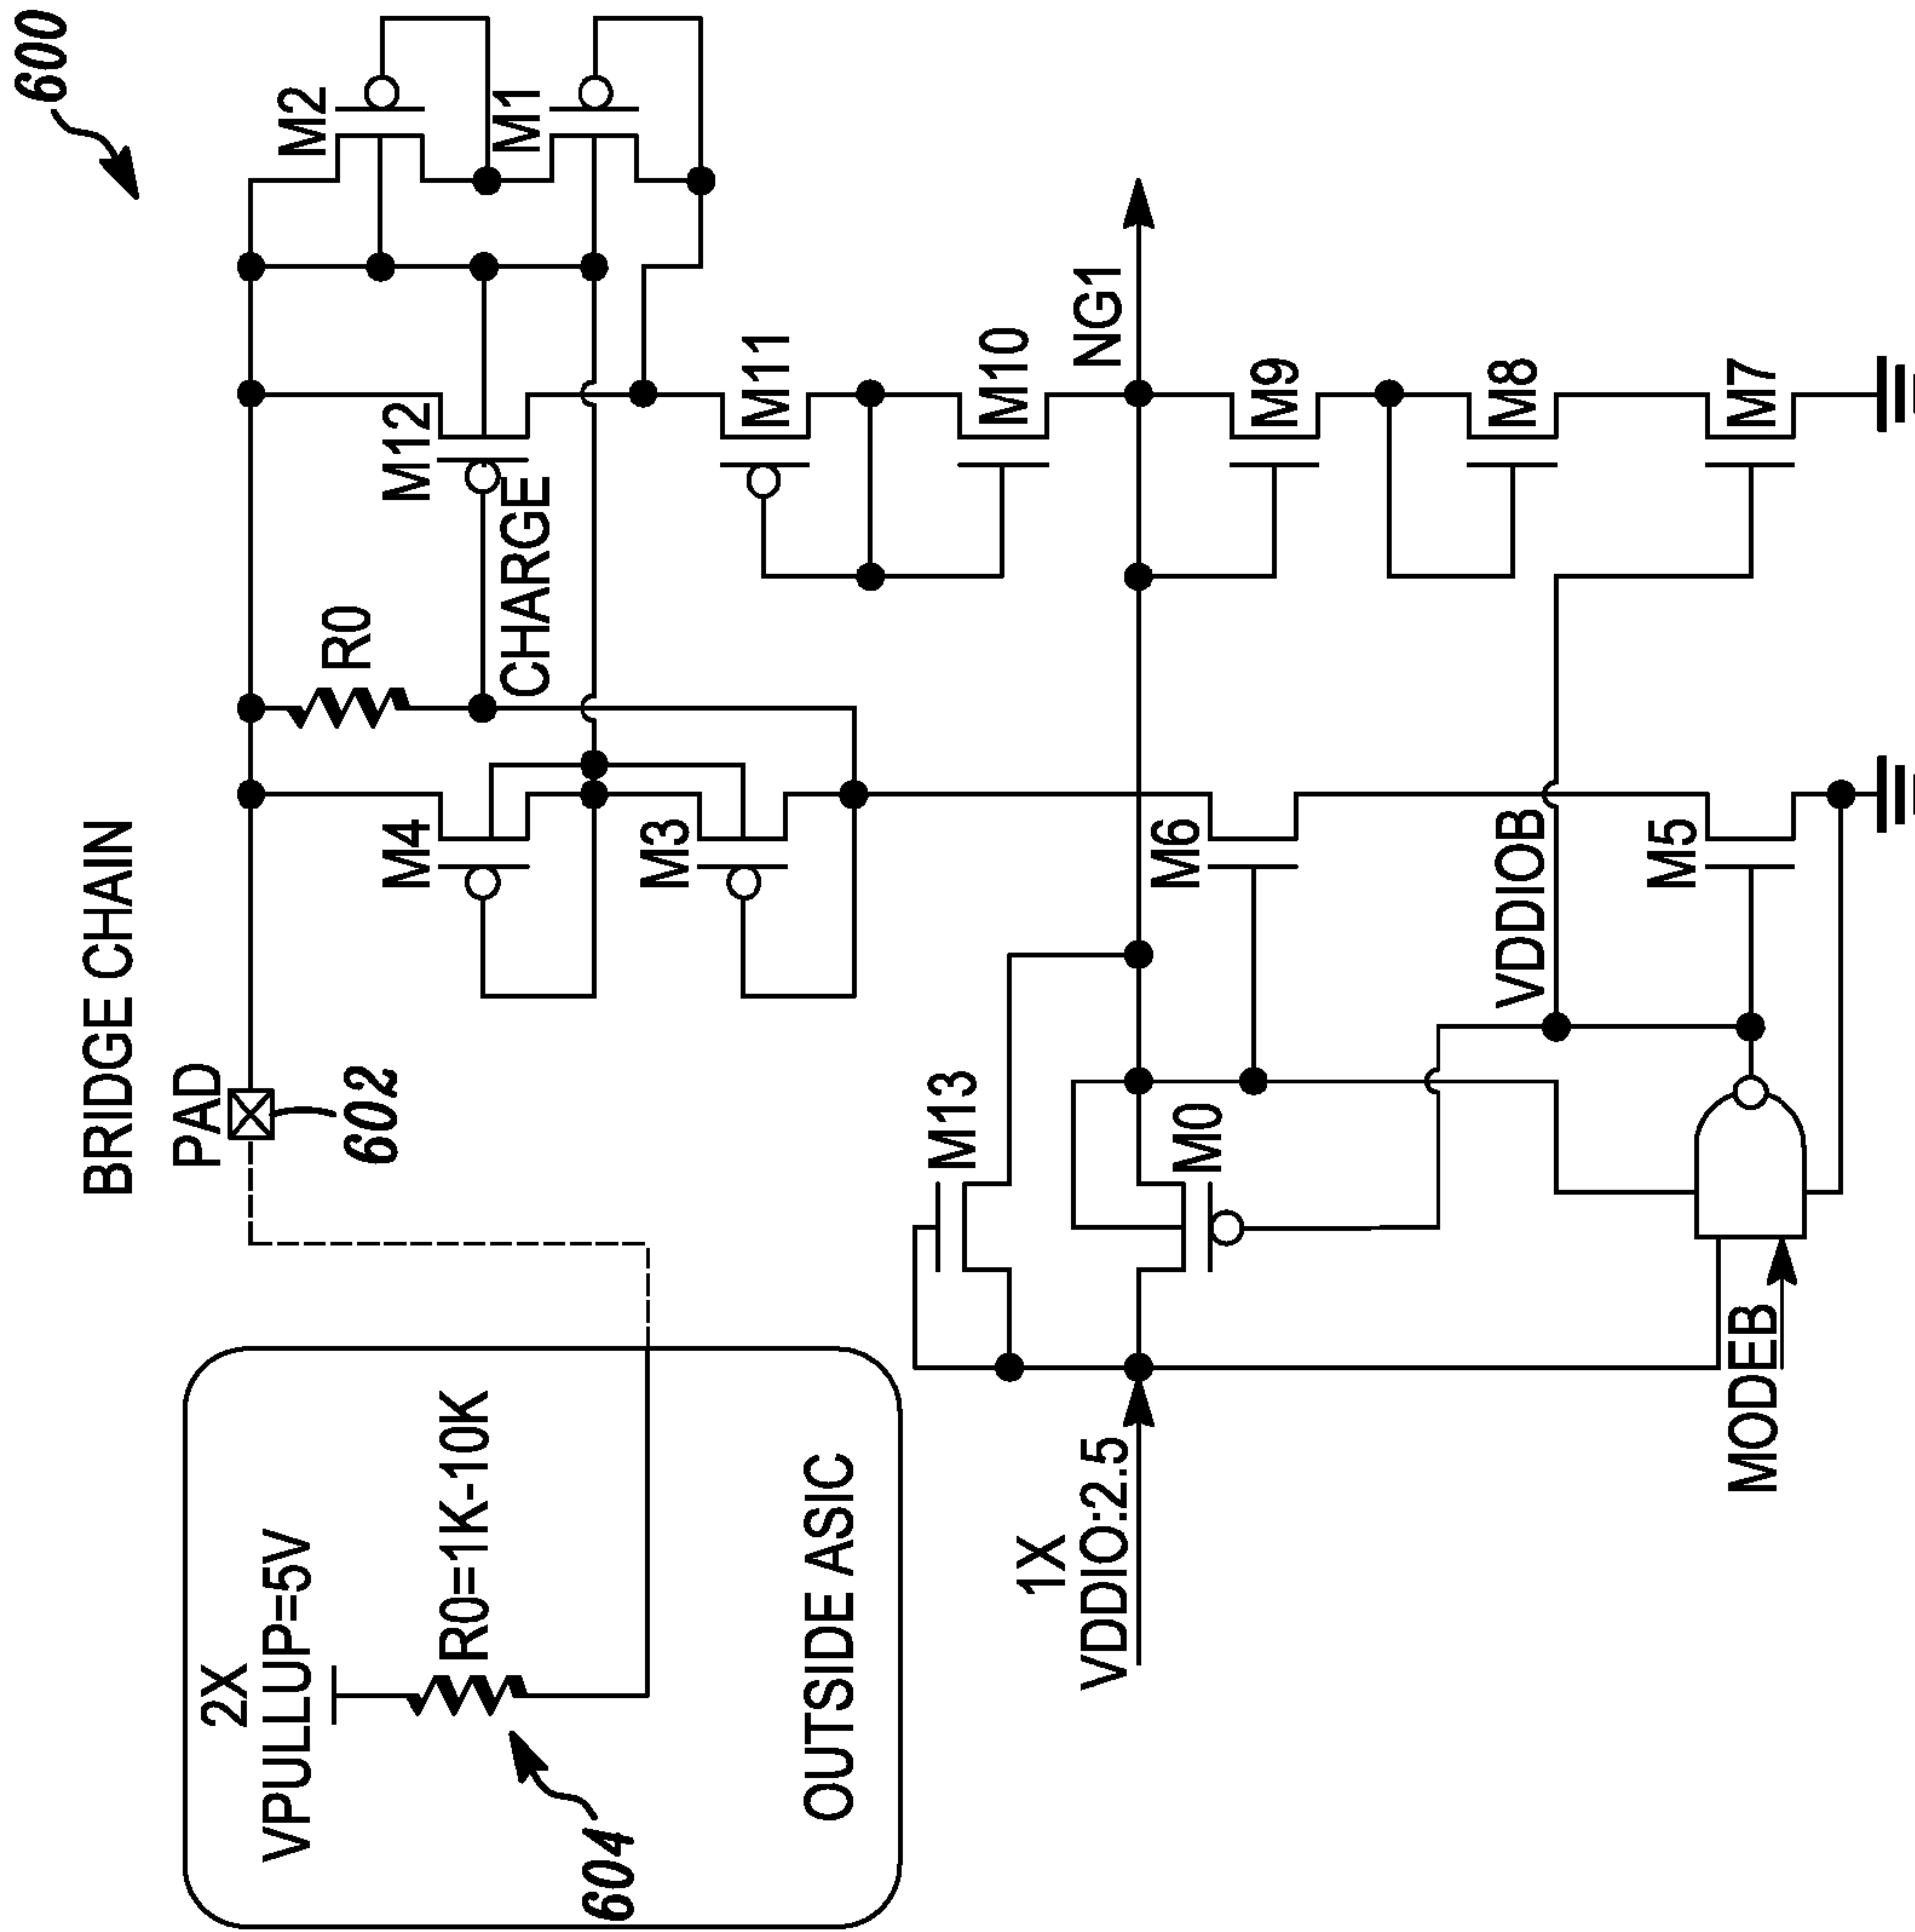 600
BRIDGE CHAIN
PAD
602
2X
VPULLUP=5V
R0=1K-10K
604
OUTSIDE ASIC
M4
M3
R0
M12
CHARGE
M2
M1
M11
M10
NG1
M13
M0
M6
M9
M8
M7
1X
VDDIO:2.5
VDDIOB
M5
MODEB